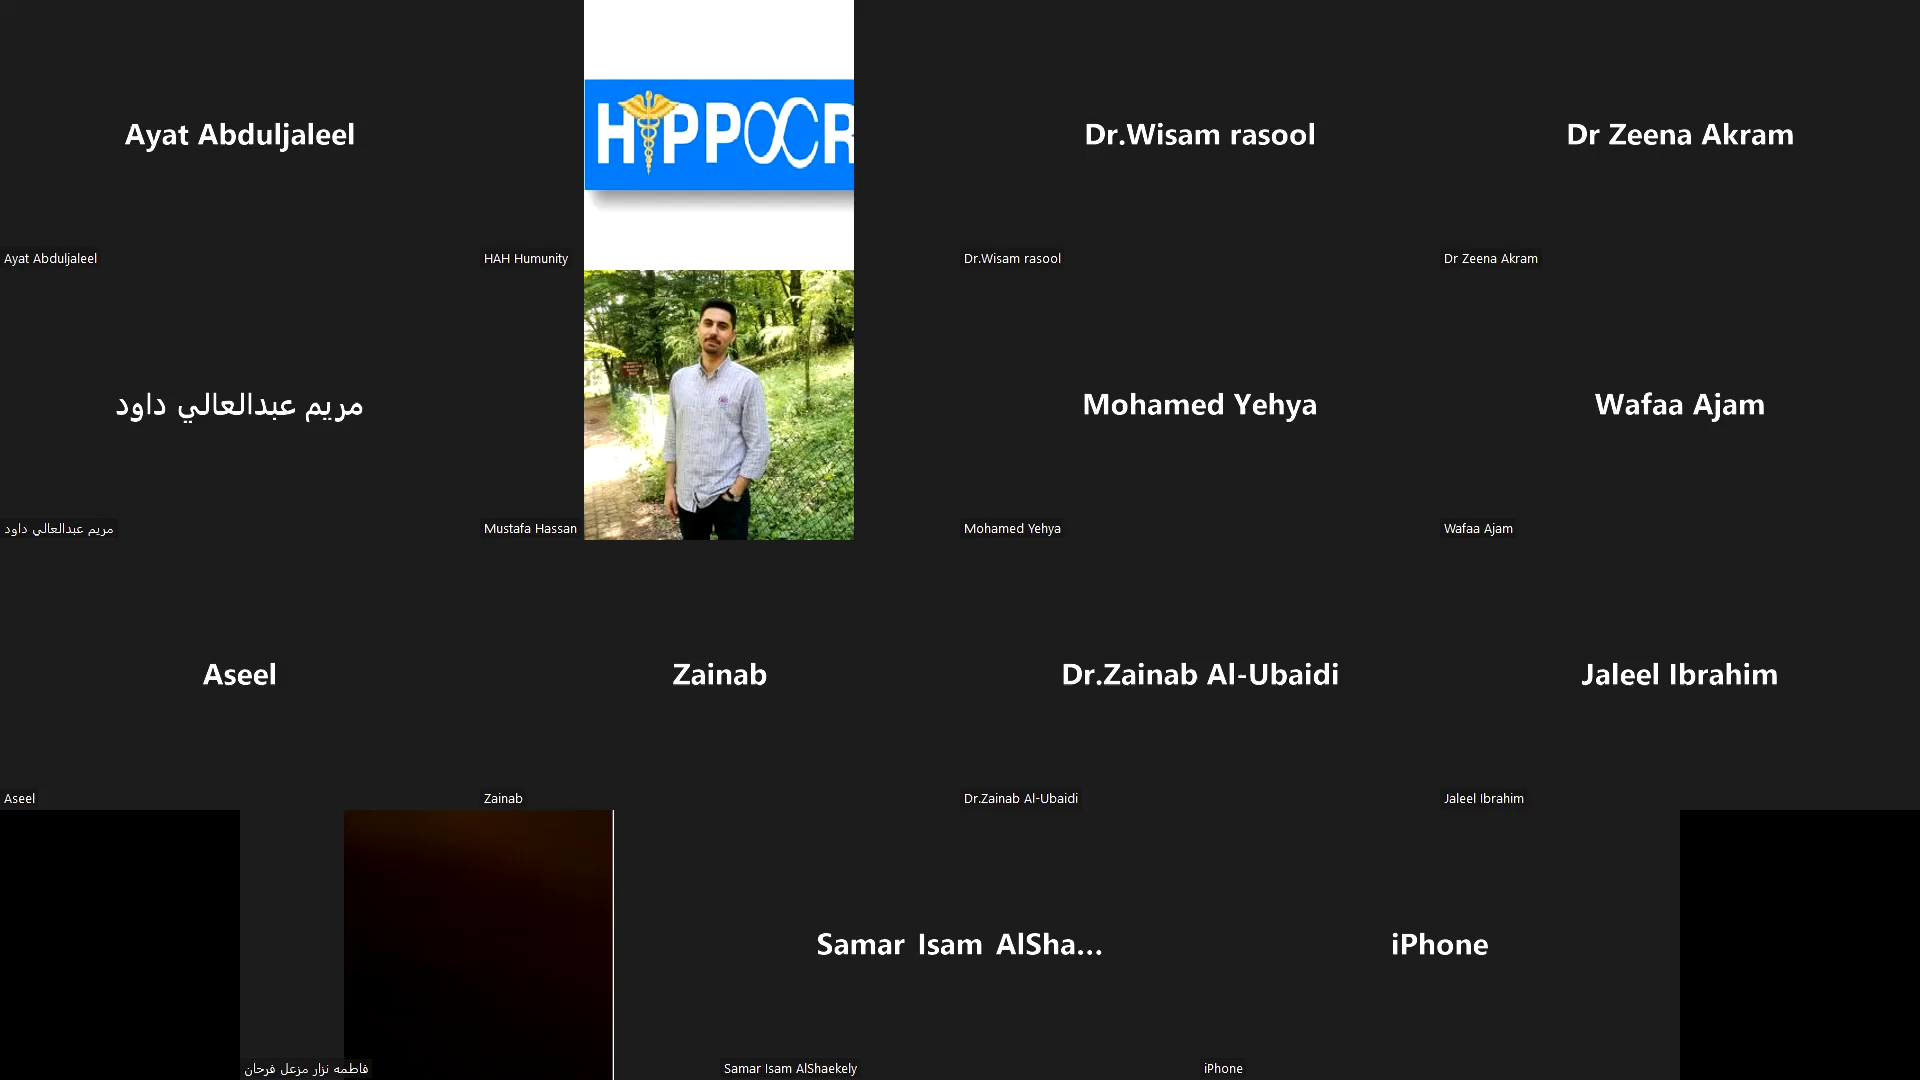 Ayat Abduljaleel
HIPPOCR
Dr.Wisam rasool
Dr Zeena Akram
Ayat Abduljaleel
HAH Humunity
Dr.Wisam rasool
Dr Zeena Akram
مريم عبدالعالي داود
Mohamed Yehya
Wafaa Ajam
مريم عبدالعالي داود
Mustafa Hassan
Mohamed Yehya
Wafaa Ajam
Aseel
Zainab
Dr.Zainab Al-Ubaidi
Jaleel Ibrahim
Aseel
Zainab
Dr.Zainab Al-Ubaidi
Jaleel Ibrahim
Samar Isam AlSha...
iPhone
فاطمه نزار مزعل فرحان
Samar Isam AlShaekely
iPhone